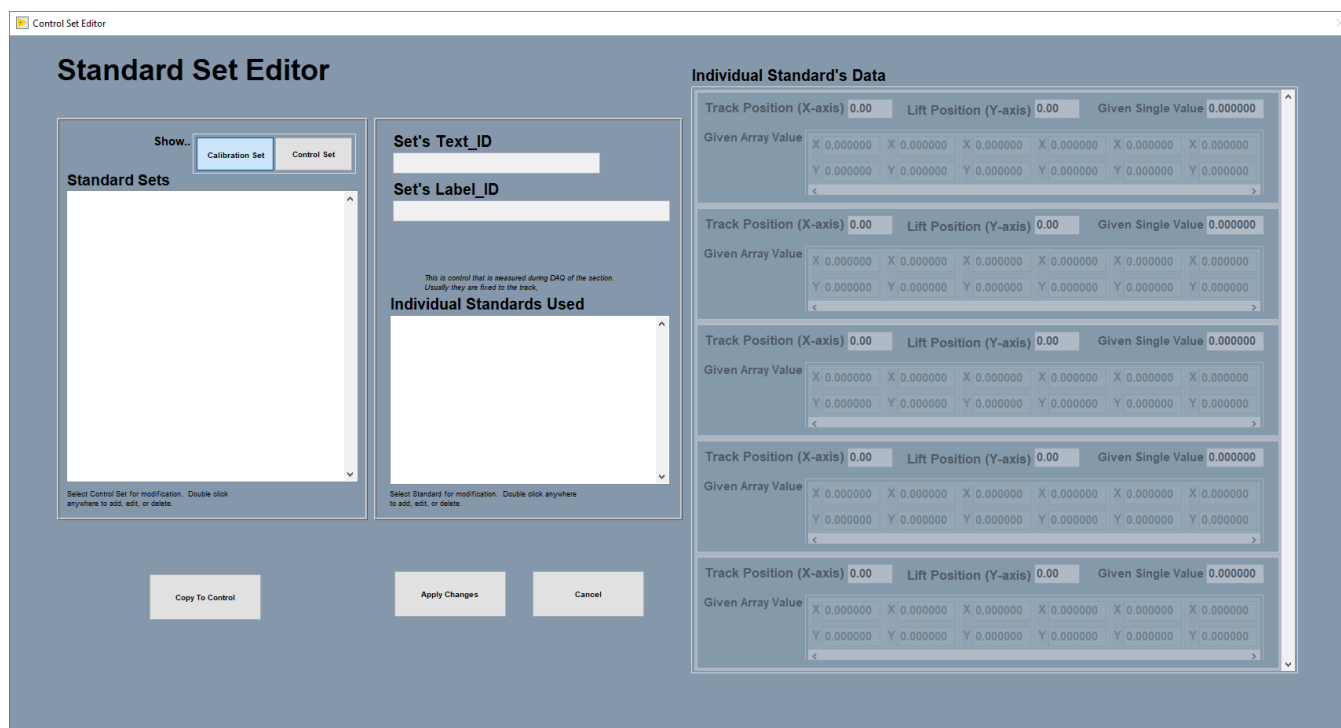 Control Set Editor
Standard Set Editor
Show..
Calibration Set
Control Set
Standard Sets
Select Control Set for modification. Double click
anywhere to add, edit, or delete.
Set's Text_ID
Set's Label_ID
This is control that is measured during DAQ of the section.
Usually they are fixed to the track,
Individual Standards Used
Select Standard for modification. Double click anywhere
to add, edit, or delete.
Copy To Control
Apply Changes
Cancel
Individual Standard's Data
Track Position (X-axis) 0.00 Lift Position (Y-axis) 0.00 Given Single Value 0.000000
Given Array Value
X 0.000000 X 0.000000 X 0.000000 X 0.000000 X 0.000000 X 0.000000
Y 0.000000 Y 0.000000 Y 0.000000 Y 0.000000 Y 0.000000 Y 0.000000
Track Position (X-axis) 0.00 Lift Position (Y-axis) 0.00 Given Single Value 0.000000
Given Array Value
X 0.000000 X 0.000000 X 0.000000 X 0.000000 X 0.000000 X 0.000000
Y 0.000000 Y 0.000000 Y 0.000000 Y 0.000000 Y 0.000000 Y 0.000000
Track Position (X-axis) 0.00 Lift Position (Y-axis) 0.00 Given Single Value 0.000000
Given Array Value
X 0.000000 X 0.000000 X 0.000000 X 0.000000 X 0.000000 X 0.000000
Y 0.000000 Y 0.000000 Y 0.000000 Y 0.000000 Y 0.000000 Y 0.000000
Track Position (X-axis) 0.00 Lift Position (Y-axis) 0.00 Given Single Value 0.000000
Given Array Value
X 0.000000 X 0.000000 X 0.000000 X 0.000000 X 0.000000 X 0.000000
Y 0.000000 Y 0.000000 Y 0.000000 Y 0.000000 Y 0.000000 Y 0.000000
Track Position (X-axis) 0.00 Lift Position (Y-axis) 0.00 Given Single Value 0.000000
Given Array Value
X 0.000000 X 0.000000 X 0.000000 X 0.000000 X 0.000000 X 0.000000
Y 0.000000 Y 0.000000 Y 0.000000 Y 0.000000 Y 0.000000 Y 0.000000